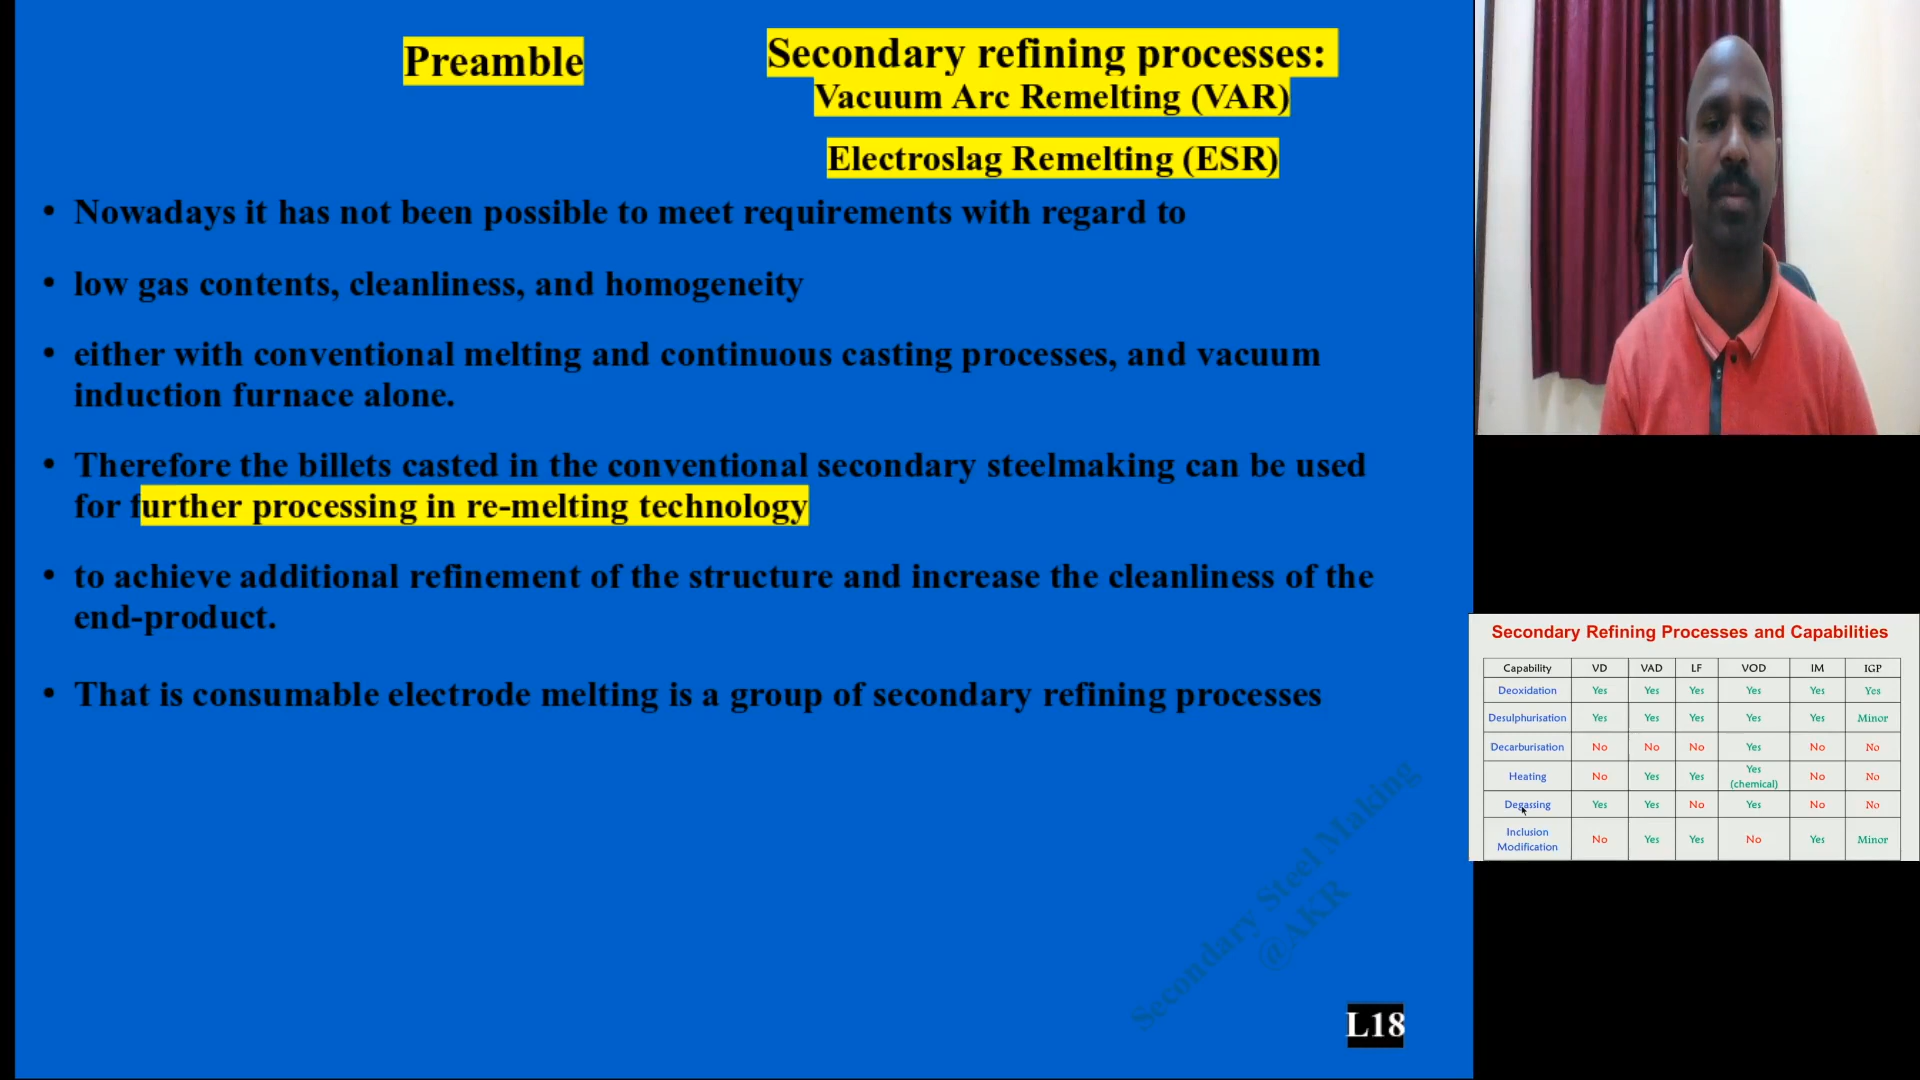 Preamble
Secondary refining processes:
Vacuum Arc Remelting (VAR)
Electroslag Remelting (ESR)
• Nowadays it has not been possible to meet requirements with regard to
• low gas contents, cleanliness, and homogeneity
• either with conventional melting and continuous casting processes, and vacuum
induction furnace alone.
• Therefore the billets casted in the conventional secondary steelmaking can be used
for further processing in re-melting technology
• to achieve additional refinement of the structure and increase the cleanliness of the
end-product.
• That is consumable electrode melting is a group of secondary refining processes
Secondary Steel Making
@AKR
L18
Secondary Refining Processes and Capabilities
Capability VD VAD LF VOD IM IGP
Deoxidation Yes Yes Yes Yes Yes Yes
Desulphurisation Yes Yes Yes Yes Yes Minor
Decarburisation No No No Yes No No
Heating No Yes Yes Yes (chemical) No No
Degassing Yes Yes No Yes No No
Inclusion Modification No Yes Yes No Yes Minor